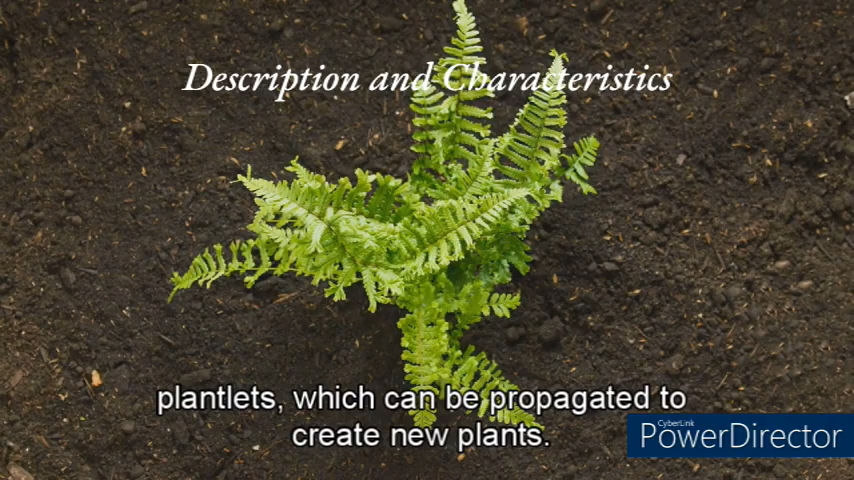 Description and Characteristics
plantlets, which can be propagated to
create new plants.
CyberLink
PowerDirector